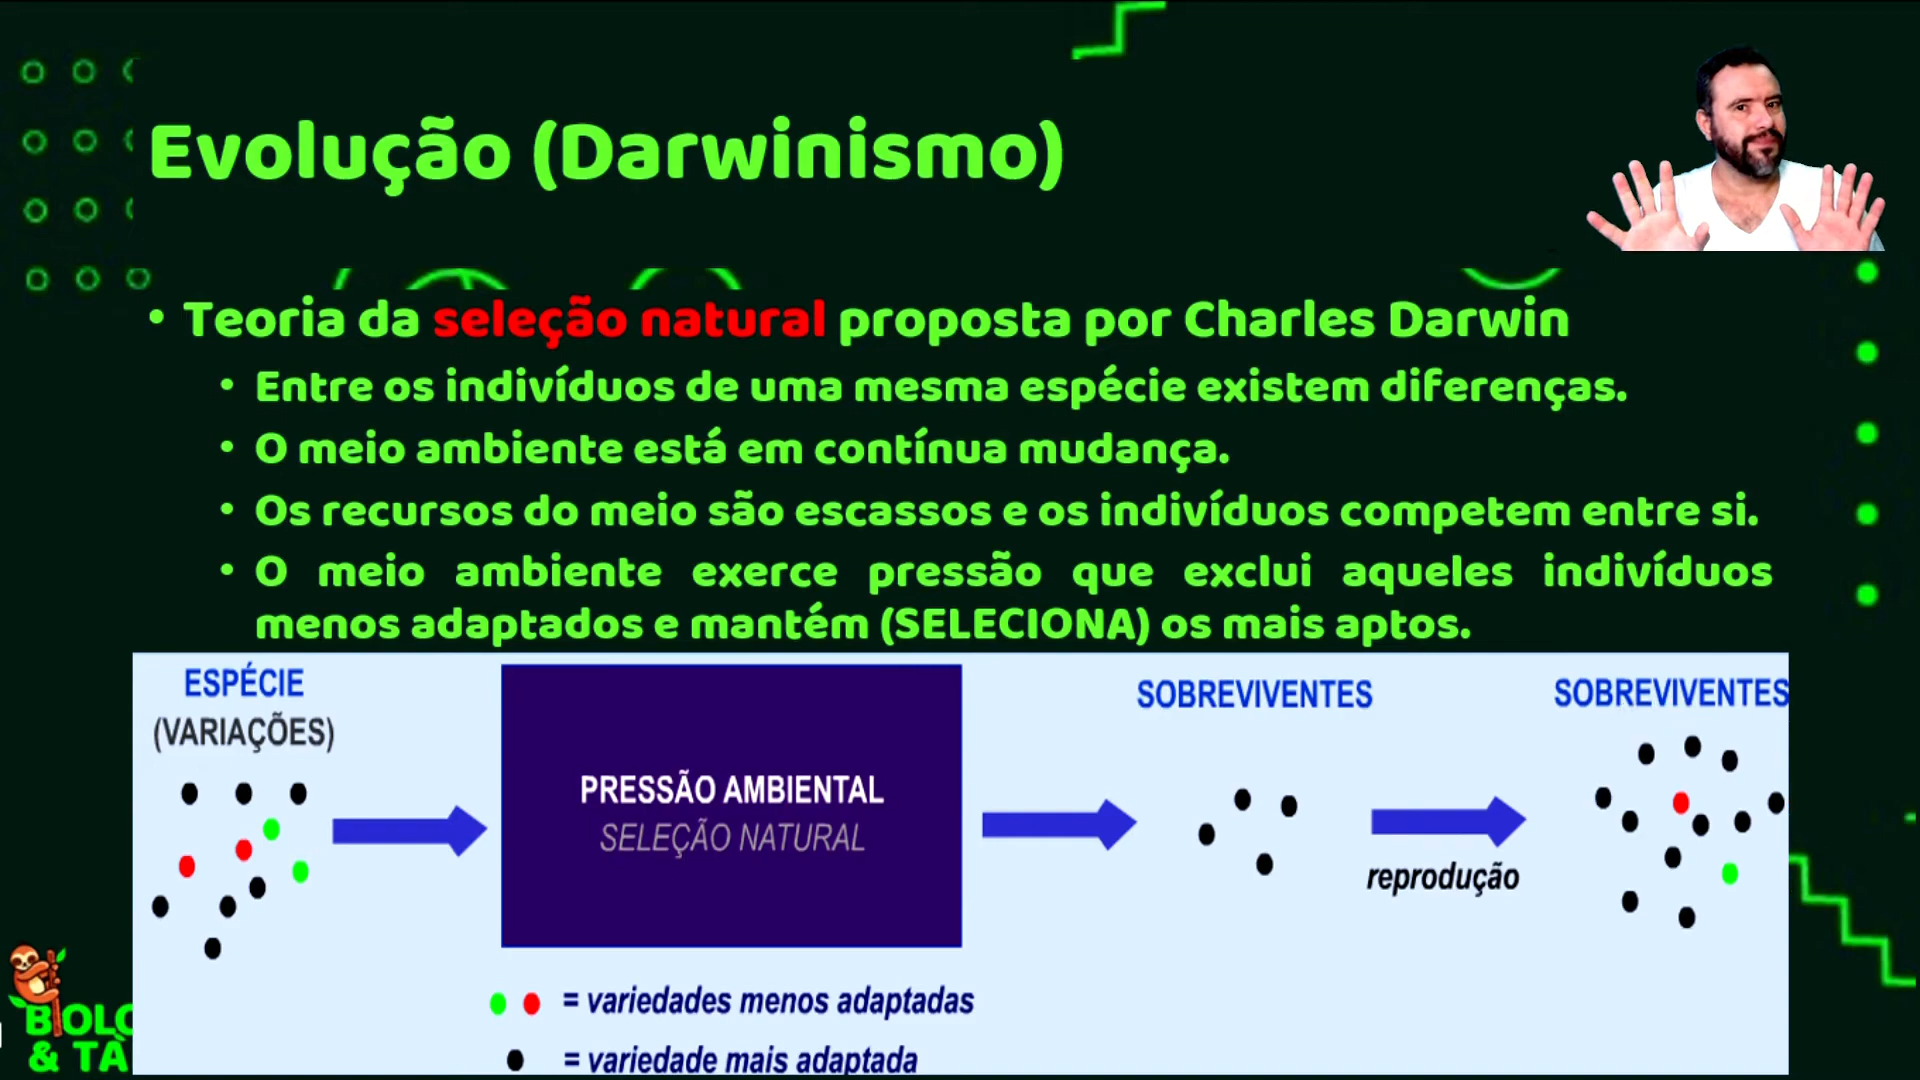 Evolução (Darwinismo)
• Teoria da seleção natural proposta por Charles Darwin
• Entre os indivíduos de uma mesma espécie existem diferenças.
• O meio ambiente está em contínua mudança.
• Os recursos do meio são escassos e os indivíduos competem entre si.
• O meio ambiente exerce pressão que exclui aqueles indivíduos
menos adaptados e mantém (SELECIONA) os mais aptos.
ESPÉCIE
(VARIAÇÕES)
PRESSÃO AMBIENTAL
SELEÇÃO NATURAL
SOBREVIVENTES
reprodução
SOBREVIVENTES
= variedades menos adaptadas
= variedade mais adaptada
BIOLO
& TÀ